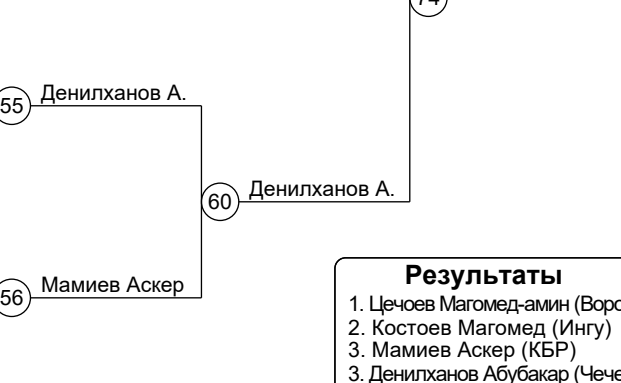 74
55 Денилханов А.
60 Денилханов А.
56 Мамиев Аскер
Результаты
1. Цечоев Магомед-амин
2. Костоев Магомед (Ингу)
3. Мамиев Аскер (КБР)
3. Денилханов Абубакар